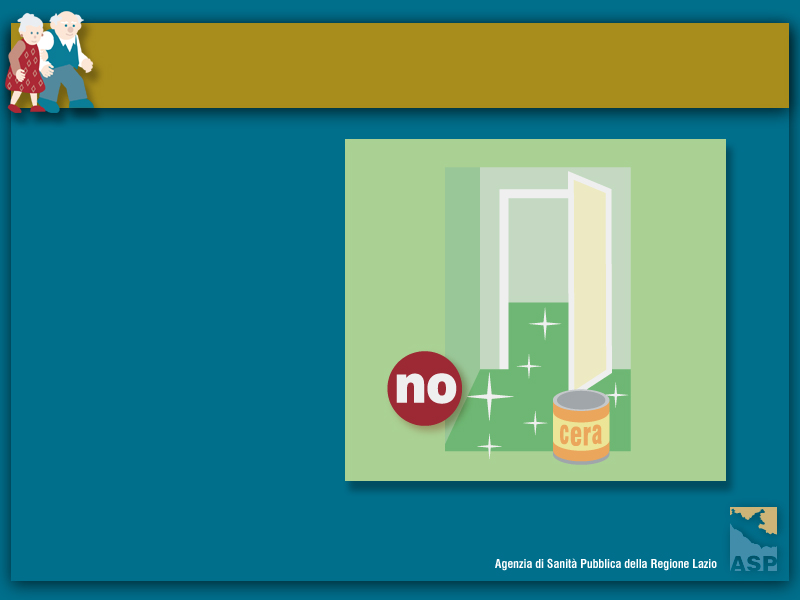 no
cera
Agenzia di Sanità Pubblica della Regione Lazio
ASP